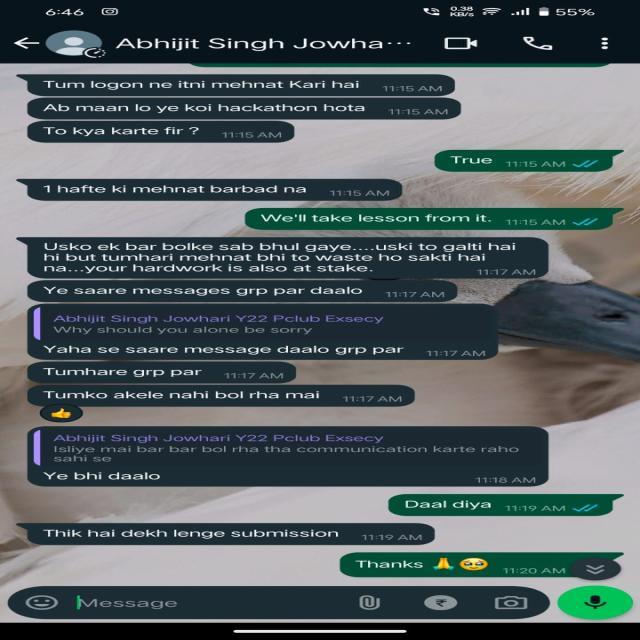 6:46
0.38
KB/s
55%
Abhijit Singh Jowha...
Tum logon ne itni mehnat Kari hai 11:15 AM
Ab maan lo ye koi hackathon hota 11:15 AM
To kya karte fir ? 11:15 AM
True 11:15 AM
1 hafte ki mehnat barbad na 11:15 AM
We'll take lesson from it. 11:15 AM
Usko ek bar bolke sab bhul gaye....uski to galti hai
hi but tumhari mehnat bhi to waste ho sakti hai
na...your hardwork is also at stake. 11:17 AM
Ye saare messages grp par daalo 11:17 AM
Abhijit Singh Jowhari Y22 Pclub Exsecy
Why should you alone be sorry
Yaha se saare message daalo grp par 11:17 AM
Tumhare grp par 11:17 AM
Tumko akele nahi bol rha mai 11:17 AM
👍
Abhijit Singh Jowhari Y22 Pclub Exsecy
Isliye mai bar bar bol rha tha communication karte raho
sahi se
Ye bhi daalo 11:18 AM
Daal diya 11:19 AM
Thik hai dekh lenge submission 11:19 AM
Thanks 🙏🥹 11:20 AM
Message